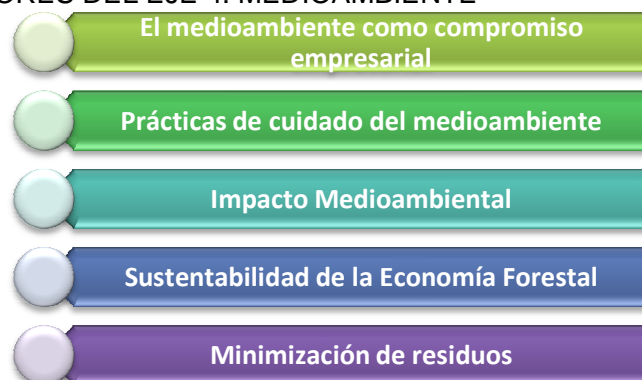 El medioambiente como compromiso
empresarial
Prácticas de cuidado del medioambiente
Impacto Medioambiental
Sustentabilidad de la Economía Forestal
Minimización de residuos